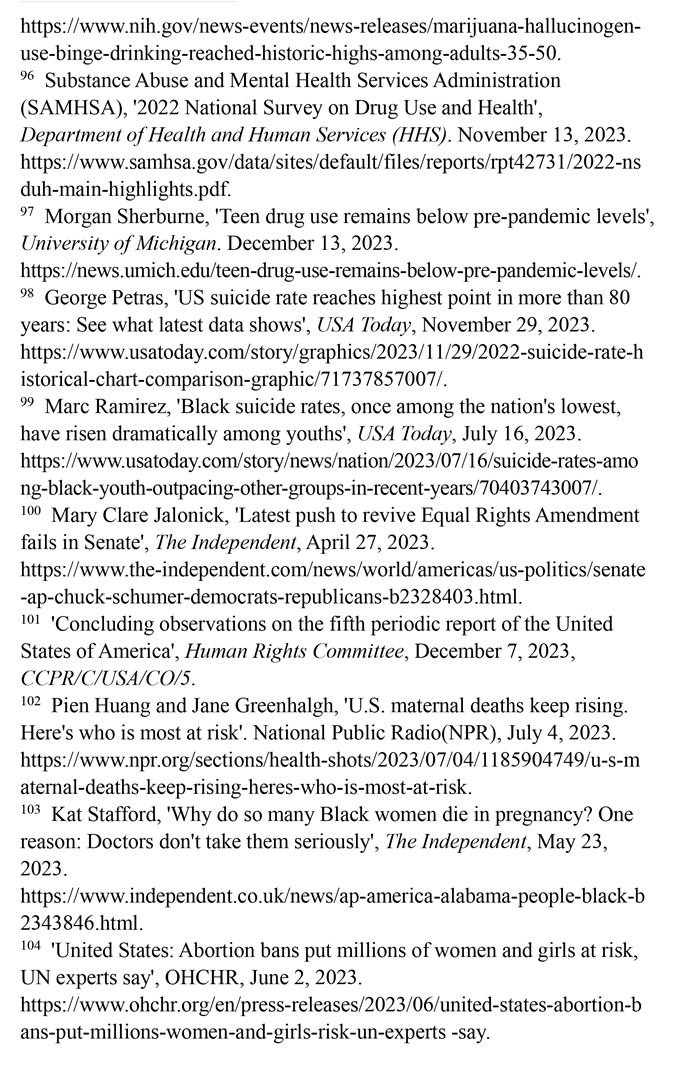 https://www.nih.gov/news-events/news-releases/marijuana-hallucinogen-
use-binge-drinking-reached-historic-highs-among-adults-35-50.
96 Substance Abuse and Mental Health Services Administration
(SAMHSA), '2022 National Survey on Drug Use and Health',
Department of Health and Human Services (HHS). November 13, 2023.
https://www.samhsa.gov/data/sites/default/files/reports/rpt42731/2022-ns
duh-main-highlights.pdf.
97 Morgan Sherburne, 'Teen drug use remains below pre-pandemic levels',
University of Michigan. December 13, 2023.
https://news.umich.edu/teen-drug-use-remains-below-pre-pandemic-levels/.
98 George Petras, 'US suicide rate reaches highest point in more than 80
years: See what latest data shows', USA Today, November 29, 2023.
https://www.usatoday.com/story/graphics/2023/11/29/2022-suicide-rate-h
istorical-chart-comparison-graphic/71737857007/.
99 Marc Ramirez, 'Black suicide rates, once among the nation's lowest,
have risen dramatically among youths', USA Today, July 16, 2023.
https://www.usatoday.com/story/news/nation/2023/07/16/suicide-rates-amo
ng-black-youth-outpacing-other-groups-in-recent-years/70403743007/.
100 Mary Clare Jalonick, 'Latest push to revive Equal Rights Amendment
fails in Senate', The Independent, April 27, 2023.
https://www.the-independent.com/news/world/americas/us-politics/senate
-ap-chuck-schumer-democrats-republicans-b2328403.html.
101 'Concluding observations on the fifth periodic report of the United
States of America', Human Rights Committee, December 7, 2023,
CCPR/C/USA/CO/5.
102 Pien Huang and Jane Greenhalgh, 'U.S. maternal deaths keep rising.
Here's who is most at risk'. National Public Radio(NPR), July 4, 2023.
https://www.npr.org/sections/health-shots/2023/07/04/1185904749/u-s-m
aternal-deaths-keep-rising-heres-who-is-most-at-risk.
103 Kat Stafford, 'Why do so many Black women die in pregnancy? One
reason: Doctors don't take them seriously', The Independent, May 23,
2023.
https://www.independent.co.uk/news/ap-america-alabama-people-black-b
2343846.html.
104 'United States: Abortion bans put millions of women and girls at risk,
UN experts say', OHCHR, June 2, 2023.
https://www.ohchr.org/en/press-releases/2023/06/united-states-abortion-b
ans-put-millions-women-and-girls-risk-un-experts -say.